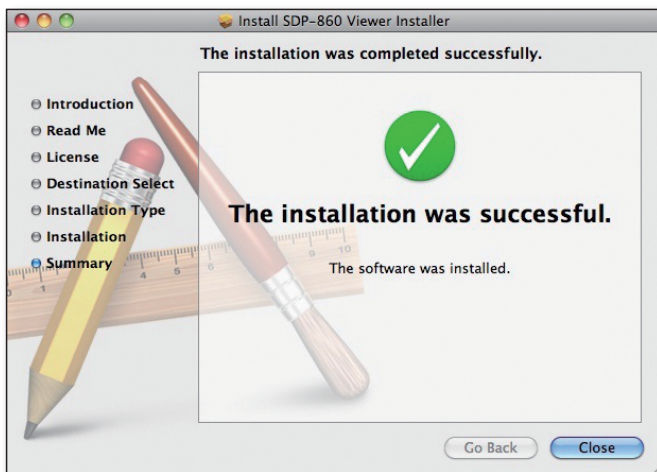 Install SDP-860 Viewer Installer
The installation was completed successfully.
Introduction
Read Me
License
Destination Select
Installation Type
Installation
Summary
The installation was successful.
The software was installed.
Go Back
Close